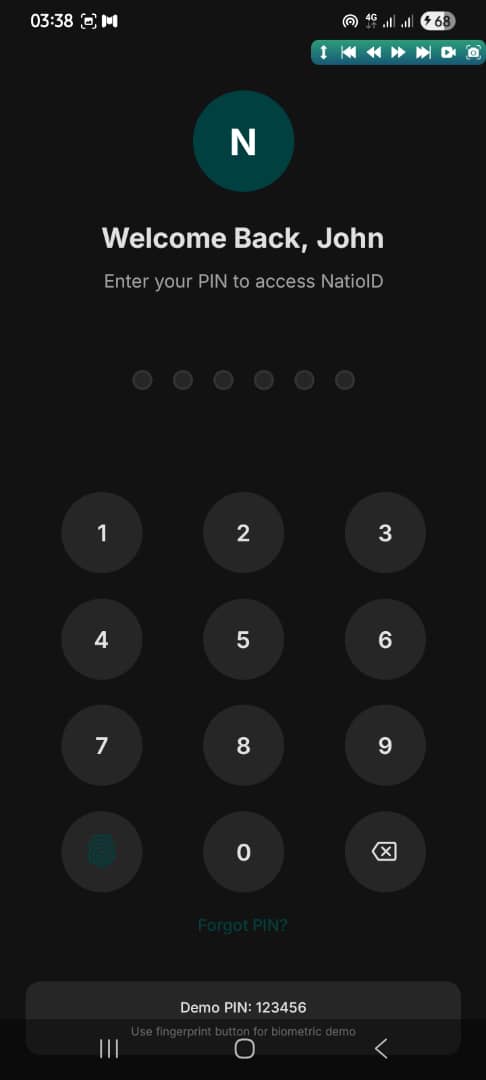 03:38
4G
68
N
Welcome Back, John
Enter your PIN to access NatioID
1 2 3
4 5 6
7 8 9
0
Forgot PIN?
Demo PIN: 123456
Use fingerprint button for biometric demo